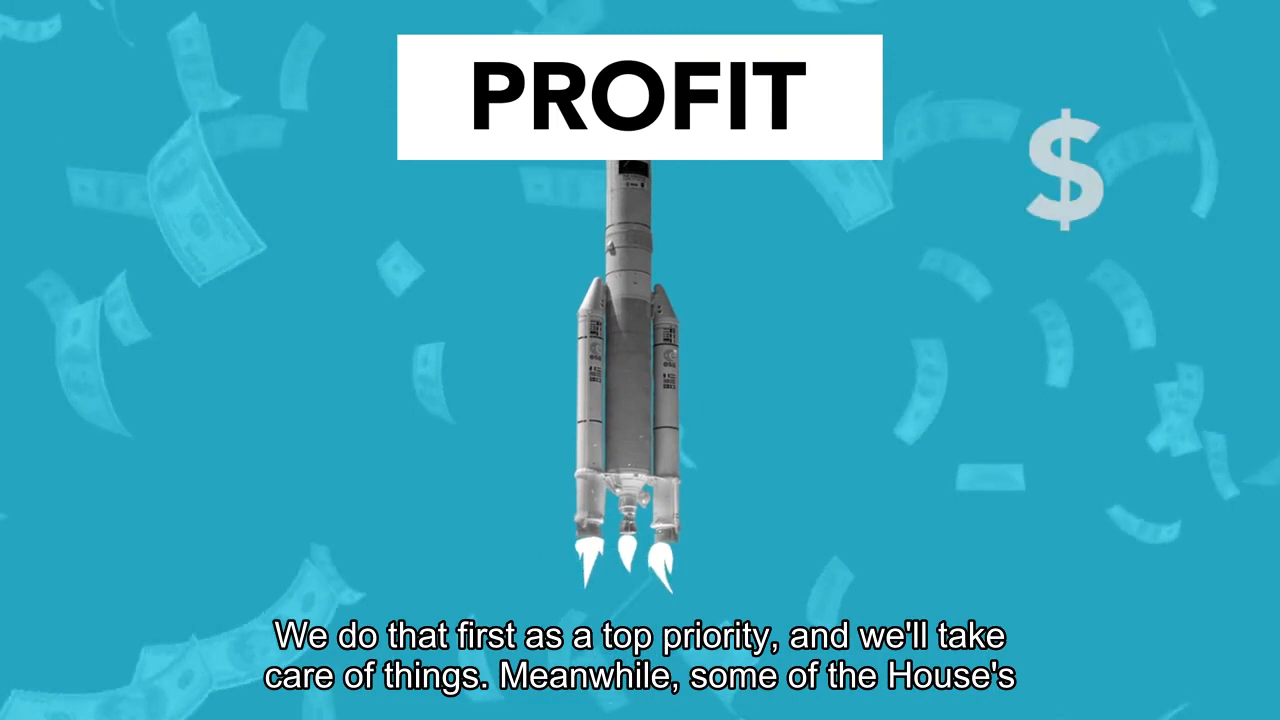 PROFIT
$
We do that first as a top priority, and we'll take
care of things. Meanwhile, some of the House's